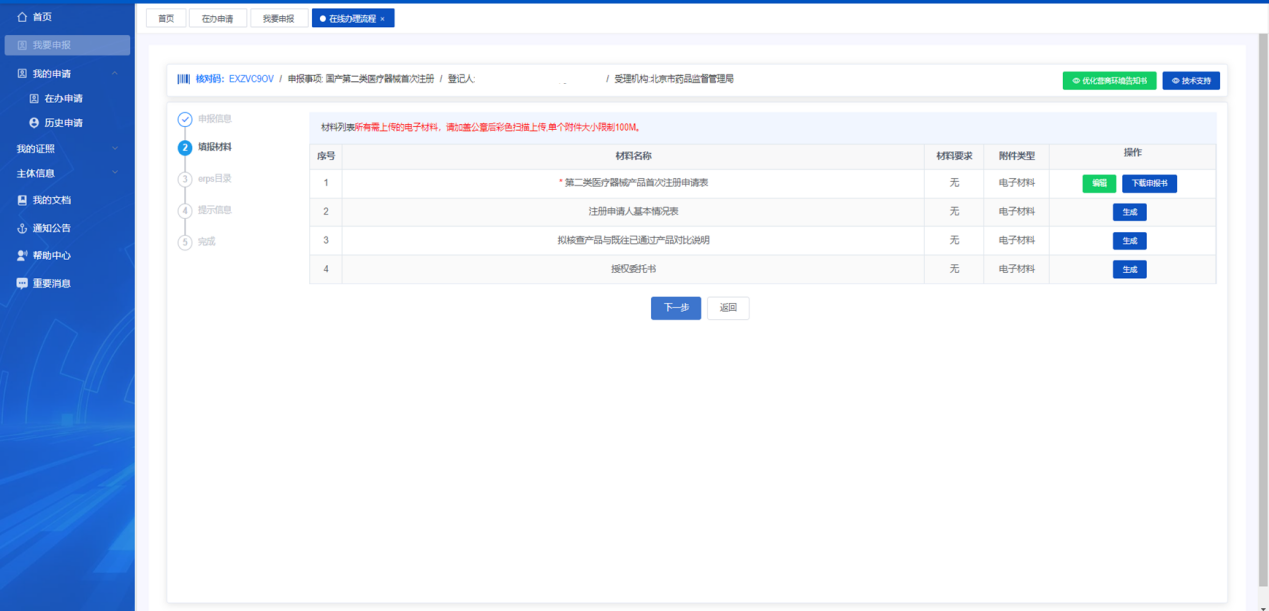 首页
我要申报
我的申请
在办申请
历史申请
我的证照
主体信息
我的文档
通知公告
帮助中心
重要消息
首页 在办申请 我要申报 在线办理流程 ×
核对码: EXZVC9OV / 申报事项: 国产第二类医疗器械首次注册 / 登记人: / 受理机构:北京市药品监督管理局 优化营商环境告知书 技术支持
申报信息
2 填报材料
3 erps目录
4 提示信息
5 完成
材料列表所有需上传的电子材料，请加盖公章后彩色扫描上传,单个附件大小限制100M。
序号 材料名称 材料要求 附件类型 操作
1 * 第二类医疗器械产品首次注册申请表 无 电子材料 编辑 下载申报书
2 注册申请人基本情况表 无 电子材料 生成
3 拟核查产品与既往已通过产品对比说明 无 电子材料 生成
4 授权委托书 无 电子材料 生成
下一步 返回